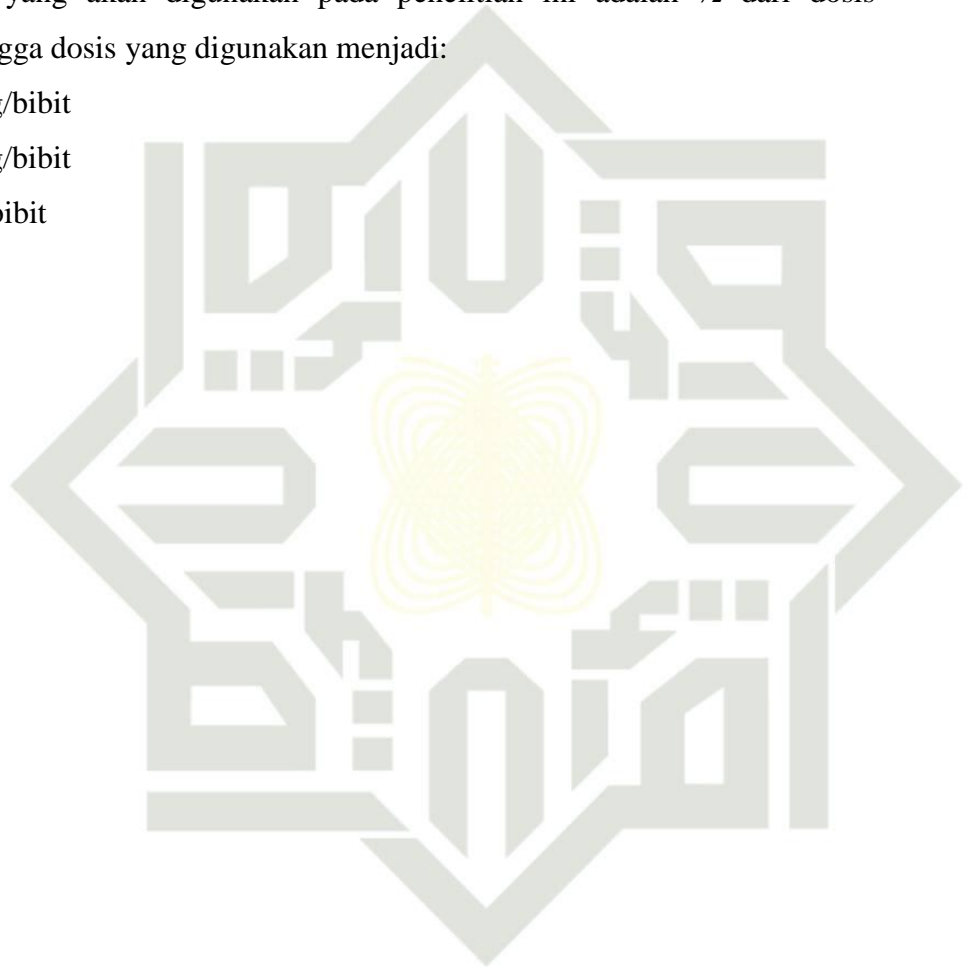 yang akan digunakan pada penelitian ini adalah ½ dari dosis
gga dosis yang digunakan menjadi:
g/bibit
g/bibit
bibit